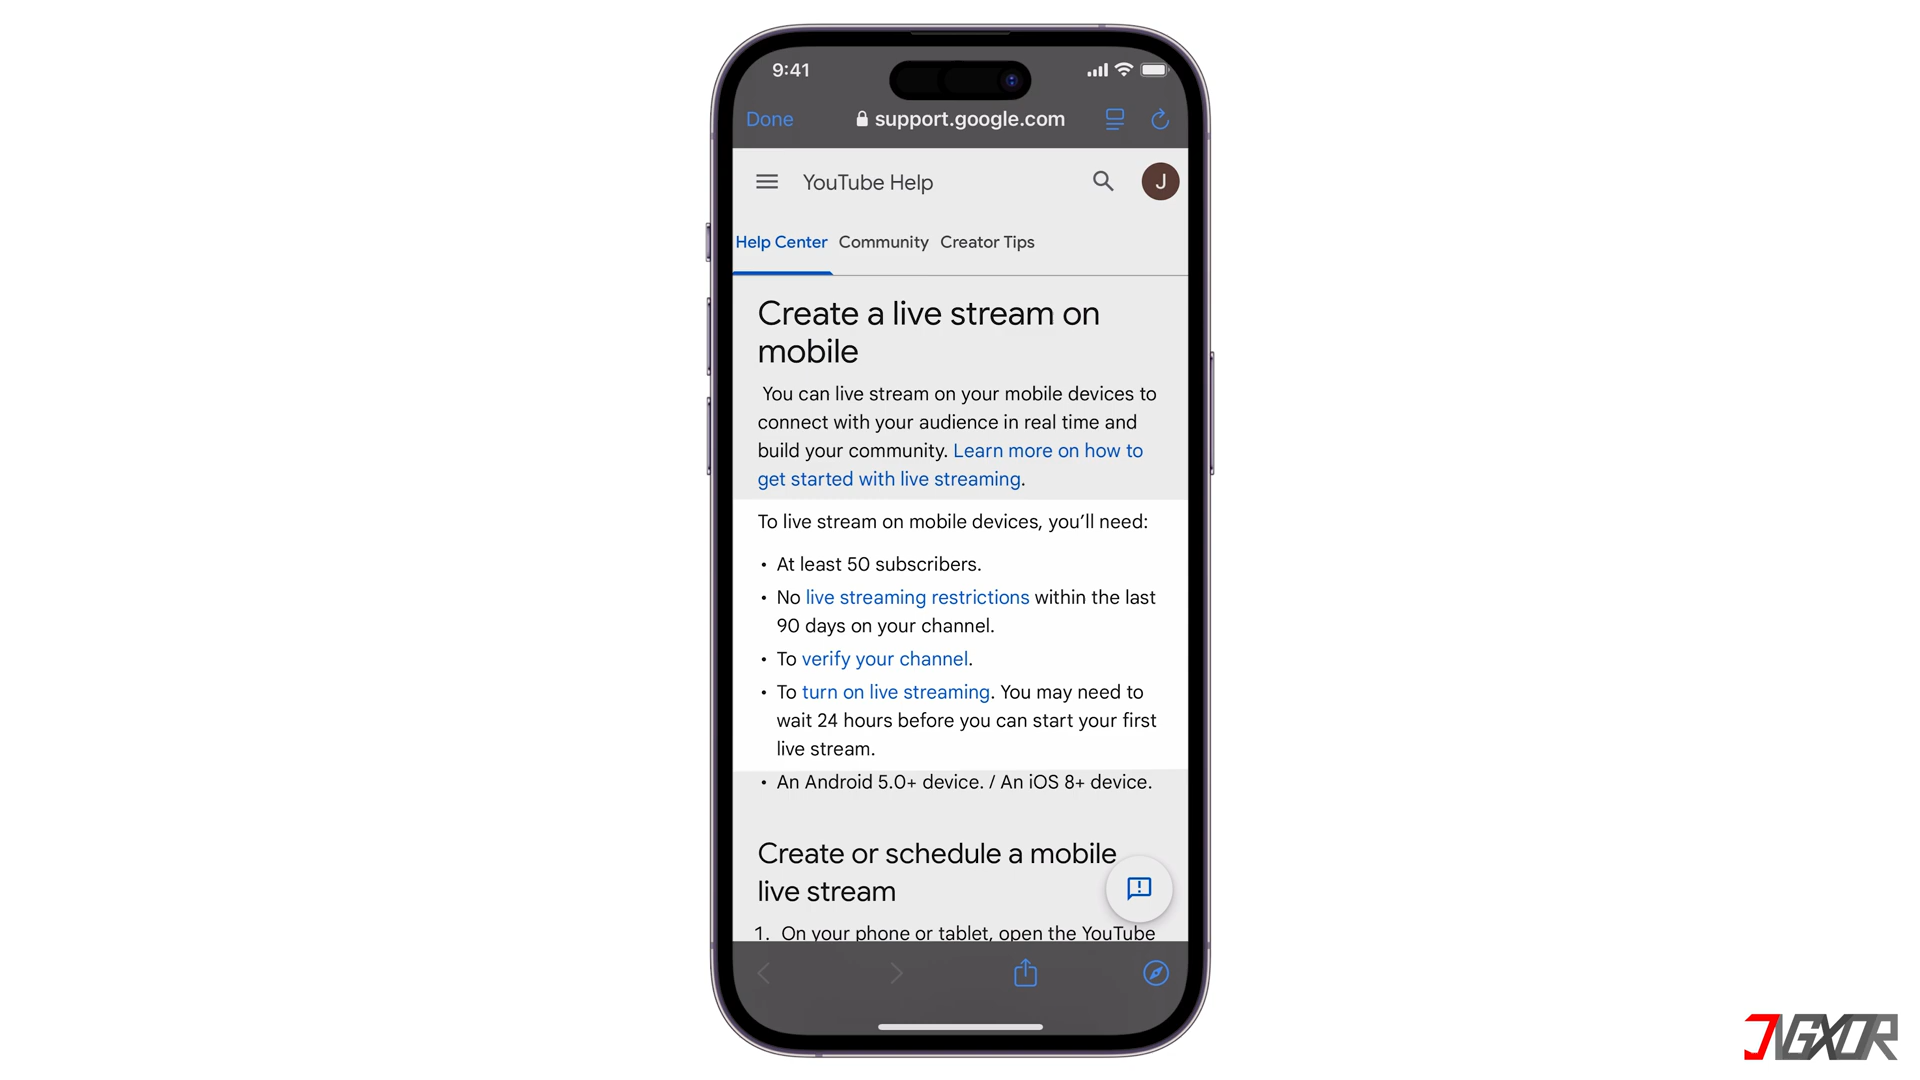 9:41
Done
support.google.com
YouTube Help
J
Help Center Community Creator Tips
Create a live stream on
mobile
You can live stream on your mobile devices to
connect with your audience in real time and
build your community. Learn more on how to
get started with live streaming.
To live stream on mobile devices, you’ll need:
• At least 50 subscribers.
• No live streaming restrictions within the last
90 days on your channel.
• To verify your channel.
• To turn on live streaming. You may need to
wait 24 hours before you can start your first
live stream.
• An Android 5.0+ device. / An iOS 8+ device.
Create or schedule a mobile
live stream
1. On your phone or tablet, open the YouTube
JVGXOR